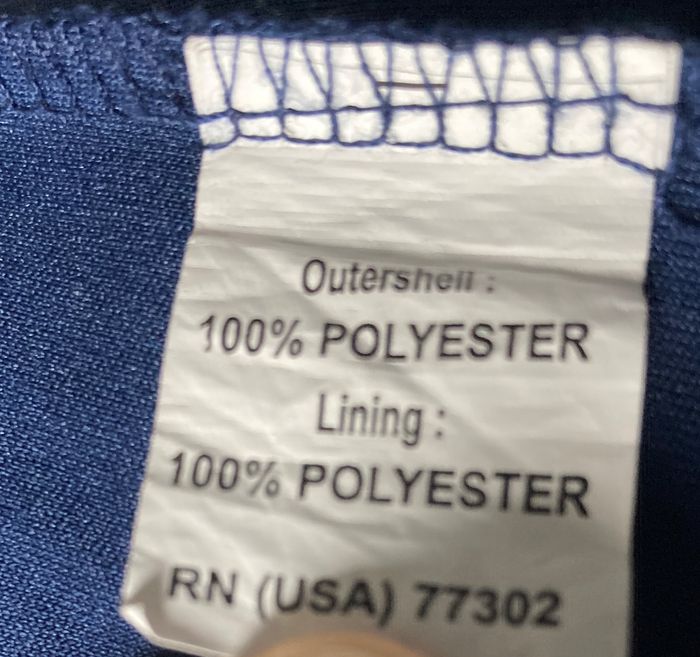 Outershell :
100% POLYESTER
Lining :
100% POLYESTER
RN (USA) 77302